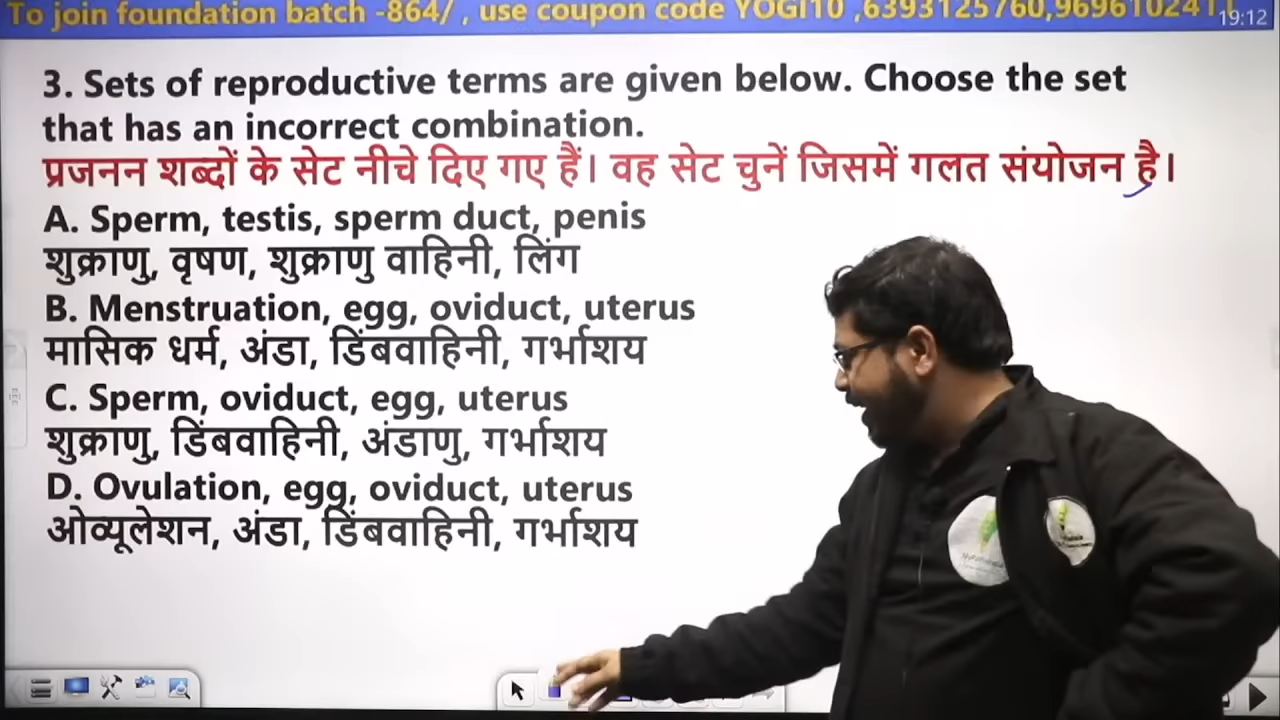 To join foundation batch -864/ , use coupon code YOGI10 ,6393125760,9696102411
19:12
3. Sets of reproductive terms are given below. Choose the set
that has an incorrect combination.
प्रजनन शब्दों के सेट नीचे दिए गए हैं। वह सेट चुनें जिसमें गलत संयोजन है।
A. Sperm, testis, sperm duct, penis
शुक्राणु, वृषण, शुक्राणु वाहिनी, लिंग
B. Menstruation, egg, oviduct, uterus
मासिक धर्म, अंडा, डिंबवाहिनी, गर्भाशय
C. Sperm, oviduct, egg, uterus
शुक्राणु, डिंबवाहिनी, अंडाणु, गर्भाशय
D. Ovulation, egg, oviduct, uterus
ओव्यूलेशन, अंडा, डिंबवाहिनी, गर्भाशय